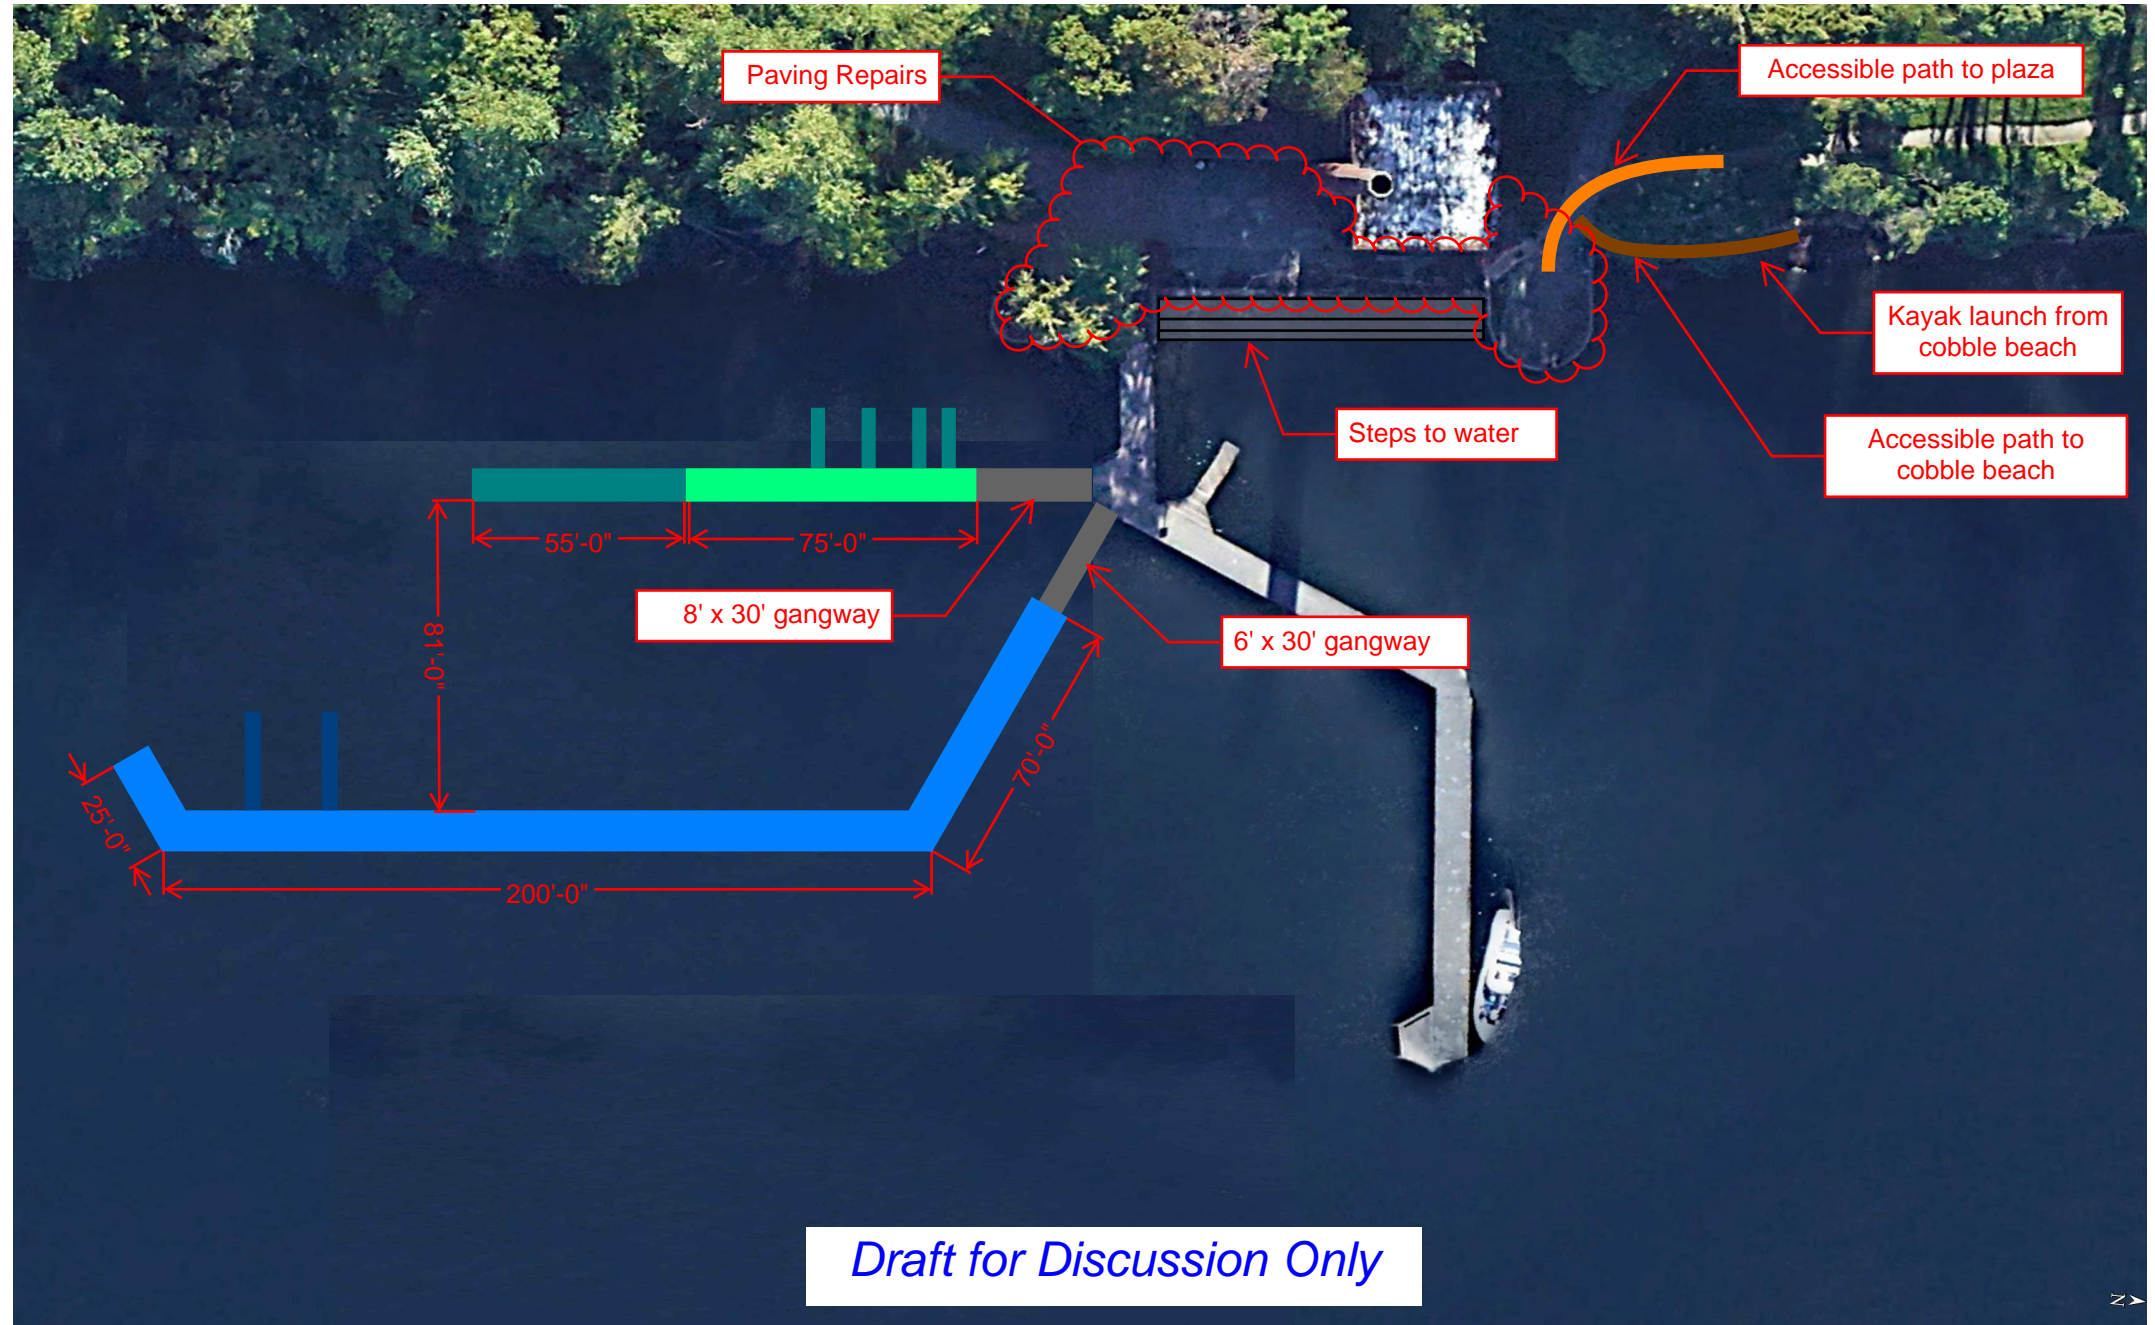 Paving Repairs
Accessible path to plaza
Kayak launch from
cobble beach
Steps to water
Accessible path to
cobble beach
55'-0"
75'-0"
8' x 30' gangway
6' x 30' gangway
81'-0"
70'-0"
25'-0"
200'-0"
Draft for Discussion Only
N